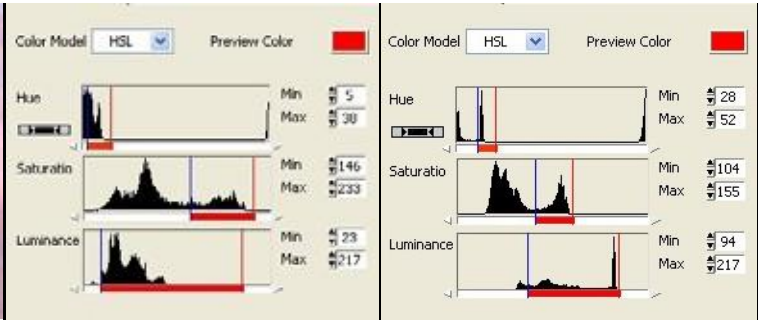 Color Model HSL Preview Color
Hue Min 5
Max 38
Saturatio Min 146
Max 233
Luminance Min 23
Max 217
Color Model HSL Preview Color
Hue Min 28
Max 52
Saturatio Min 104
Max 155
Luminance Min 94
Max 217